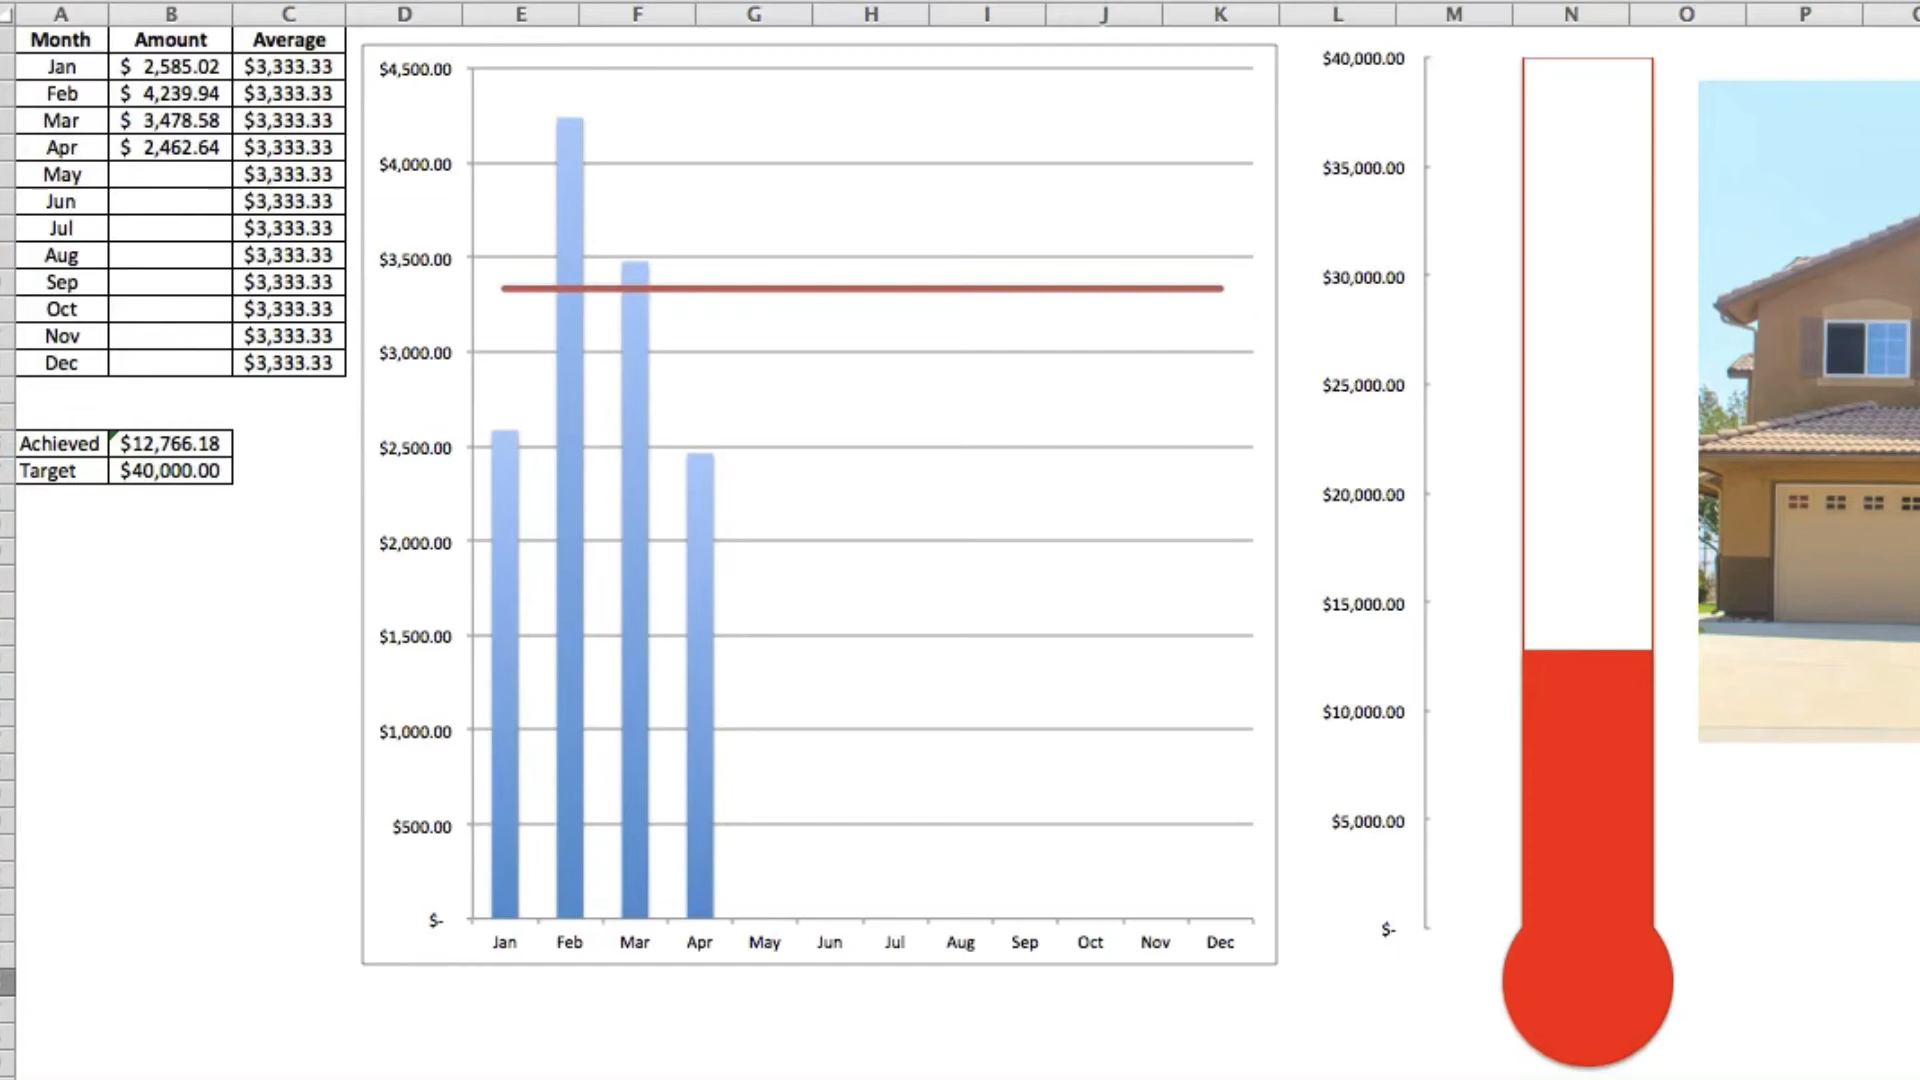 A B C D E F G H I J K L M N O P
Month Amount Average
Jan $ 2,585.02 $3,333.33
Feb $ 4,239.94 $3,333.33
Mar $ 3,478.58 $3,333.33
Apr $ 2,462.64 $3,333.33
May $3,333.33
Jun $3,333.33
Jul $3,333.33
Aug $3,333.33
Sep $3,333.33
Oct $3,333.33
Nov $3,333.33
Dec $3,333.33
Achieved $12,766.18
Target $40,000.00
$4,500.00
$4,000.00
$3,500.00
$3,000.00
$2,500.00
$2,000.00
$1,500.00
$1,000.00
$500.00
$-
Jan Feb Mar Apr May Jun Jul Aug Sep Oct Nov Dec
$40,000.00
$35,000.00
$30,000.00
$25,000.00
$20,000.00
$15,000.00
$10,000.00
$5,000.00
$-